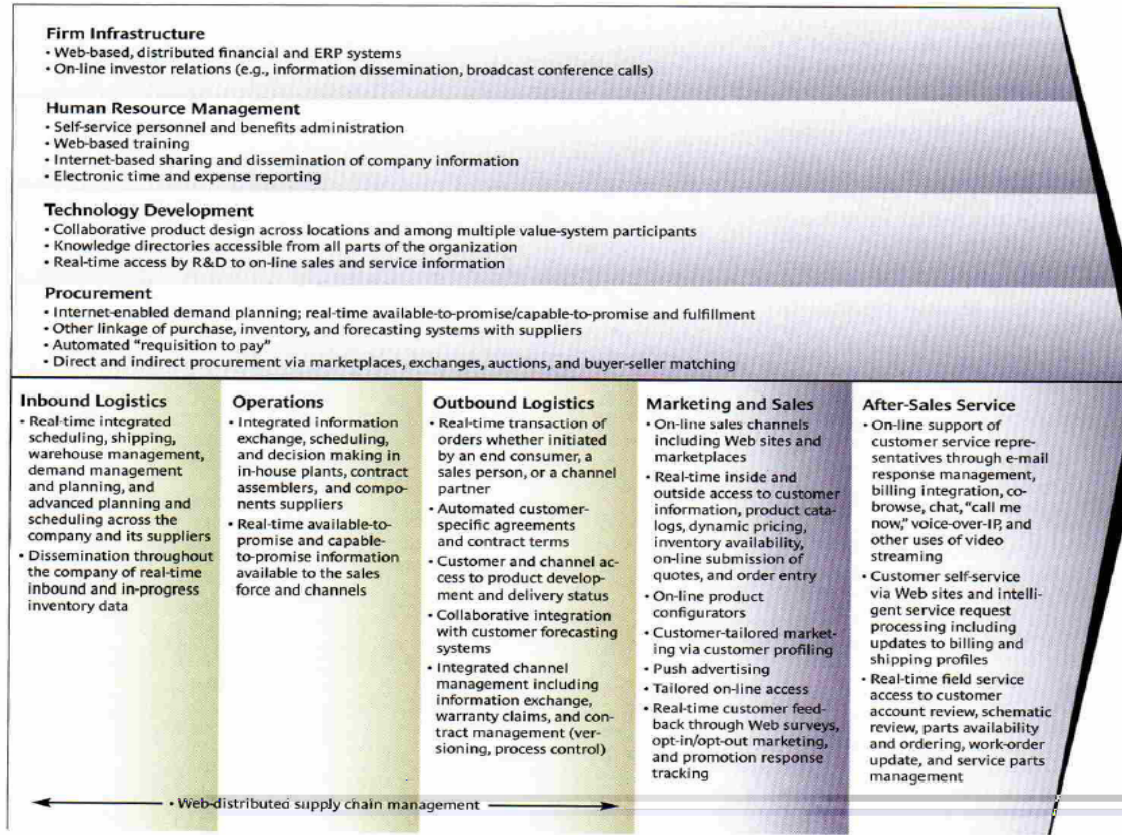 Firm Infrastructure
• Web-based, distributed financial and ERP systems
• On-line investor relations (e.g., information dissemination, broadcast conference calls)
Human Resource Management
• Self-service personnel and benefits administration
• Web-based training
• Internet-based sharing and dissemination of company information
• Electronic time and expense reporting
Technology Development
• Collaborative product design across locations and among multiple value-system participants
• Knowledge directories accessible from all parts of the organization
• Real-time access by R&D to on-line sales and service information
Procurement
• Internet-enabled demand planning; real-time available-to-promise/capable-to-promise and fulfillment
• Other linkage of purchase, inventory, and forecasting systems with suppliers
• Automated "requisition to pay"
• Direct and indirect procurement via marketplaces, exchanges, auctions, and buyer-seller matching
Inbound Logistics
• Real-time integrated
scheduling, shipping,
warehouse management,
demand management
and planning, and
advanced planning and
scheduling across the
company and its suppliers
• Dissemination throughout
the company of real-time
inbound and in-progress
inventory data
Operations
• Integrated information
exchange, scheduling,
and decision making in
in-house plants, contract
assemblers, and compo-
nents suppliers
• Real-time available-to-
promise and capable-
to-promise information
available to the sales
force and channels
Outbound Logistics
• Real-time transaction of
orders whether initiated
by an end consumer, a
sales person, or a channel
partner
• Automated customer-
specific agreements
and contract terms
• Customer and channel ac-
cess to product develop-
ment and delivery status
• Collaborative integration
with customer forecasting
systems
• Integrated channel
management including
information exchange,
warranty claims, and con-
tract management (ver-
sioning, process control)
Marketing and Sales
• On-line sales channels
including Web sites and
marketplaces
• Real-time inside and
outside access to customer
information, product cata-
logs, dynamic pricing,
inventory availability,
on-line submission of
quotes, and order entry
• On-line product
configurators
• Customer-tailored market-
ing via customer profiling
• Push advertising
• Tailored on-line access
• Real-time customer feed-
back through Web surveys,
opt-in/opt-out marketing,
and promotion response
tracking
After-Sales Service
• On-line support of
customer service repre-
sentatives through e-mail
response management,
billing integration, co-
browse, chat, "call me
now," voice-over-IP, and
other uses of video
streaming
• Customer self-service
via Web sites and intelli-
gent service request
processing including
updates to billing and
shipping profiles
• Real-time field service
access to customer
account review, schematic
review, parts availability
and ordering, work-order
update, and service parts
management
• Web-distributed supply chain management